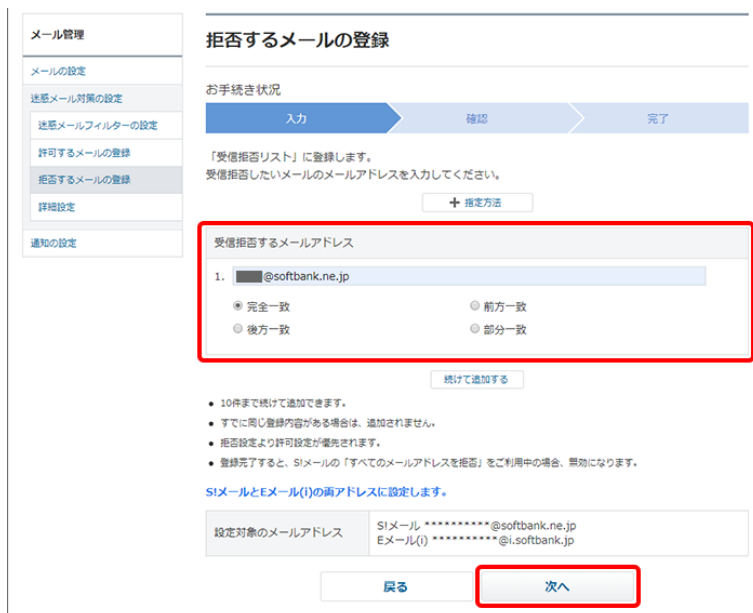 メール管理
メールの設定
迷惑メール対策の設定
迷惑メールフィルターの設定
許可するメールの登録
拒否するメールの登録
詳細設定
通知の設定
拒否するメールの登録
お手続き状況
入力
確認
完了
「受信拒否リスト」に登録します。
受信拒否したいメールのメールアドレスを入力してください。
+ 指定方法
受信拒否するメールアドレス
1. @softbank.ne.jp
完全一致
前方一致
後方一致
部分一致
続けて追加する
• 10件まで続けて追加できます。
• すでに同じ登録内容がある場合は、追加されません。
• 拒否設定より許可設定が優先されます。
• 登録完了すると、S!メールの「すべてのメールアドレスを拒否」をご利用中の場合、無効になります。
S!メールとEメール(i)の両アドレスに設定します。
設定対象のメールアドレス
S!メール **********@softbank.ne.jp
Eメール(i) **********@i.softbank.jp
戻る
次へ